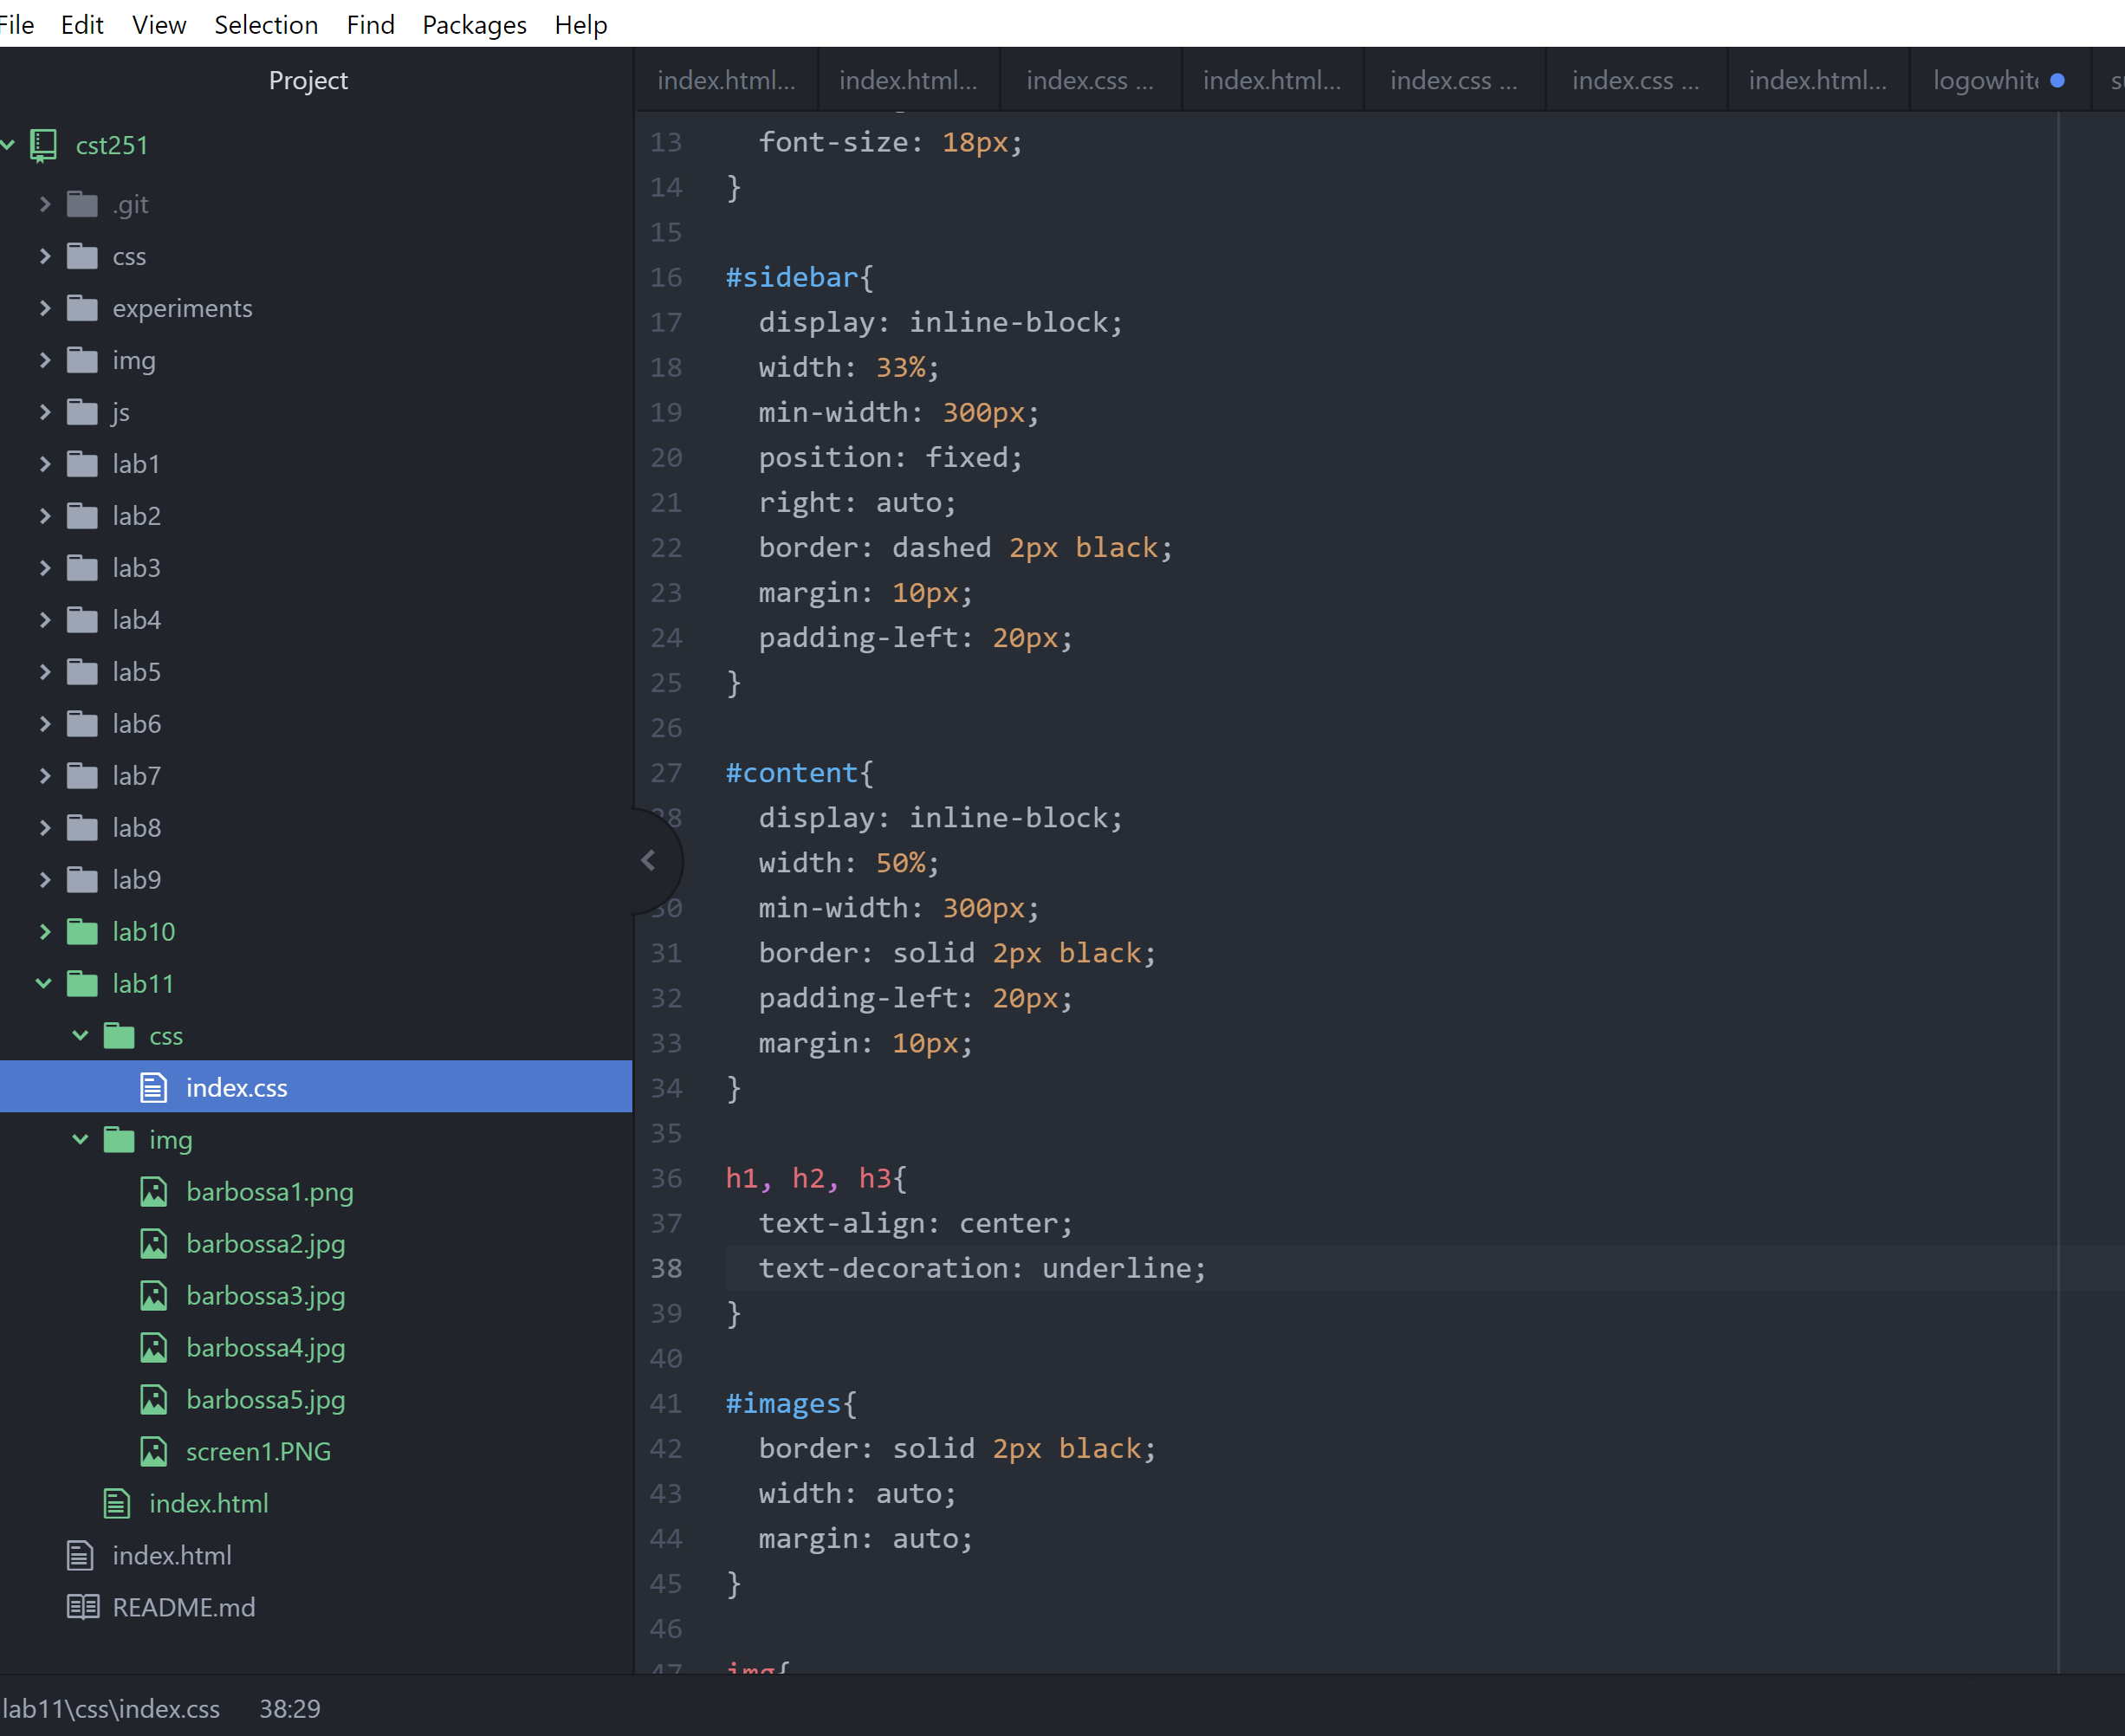 File Edit View Selection Find Packages Help
Project
index.html... index.html... index.css ... index.html... index.css ... index.css ... index.html... logowhite
cst251
.git
css
experiments
img
js
lab1
lab2
lab3
lab4
lab5
lab6
lab7
lab8
lab9
lab10
lab11
css
index.css
img
barbossa1.png
barbossa2.jpg
barbossa3.jpg
barbossa4.jpg
barbossa5.jpg
screen1.PNG
index.html
index.html
README.md
13 font-size: 18px;
14 }
15
16 #sidebar{
17 display: inline-block;
18 width: 33%;
19 min-width: 300px;
20 position: fixed;
21 right: auto;
22 border: dashed 2px black;
23 margin: 10px;
24 padding-left: 20px;
25 }
26
27 #content{
28 display: inline-block;
width: 50%;
30 min-width: 300px;
31 border: solid 2px black;
32 padding-left: 20px;
33 margin: 10px;
34 }
35
36 h1, h2, h3{
37 text-align: center;
38 text-decoration: underline;
39 }
40
41 #images{
42 border: solid 2px black;
43 width: auto;
44 margin: auto;
45 }
46
47 img{
lab11\css\index.css 38:29